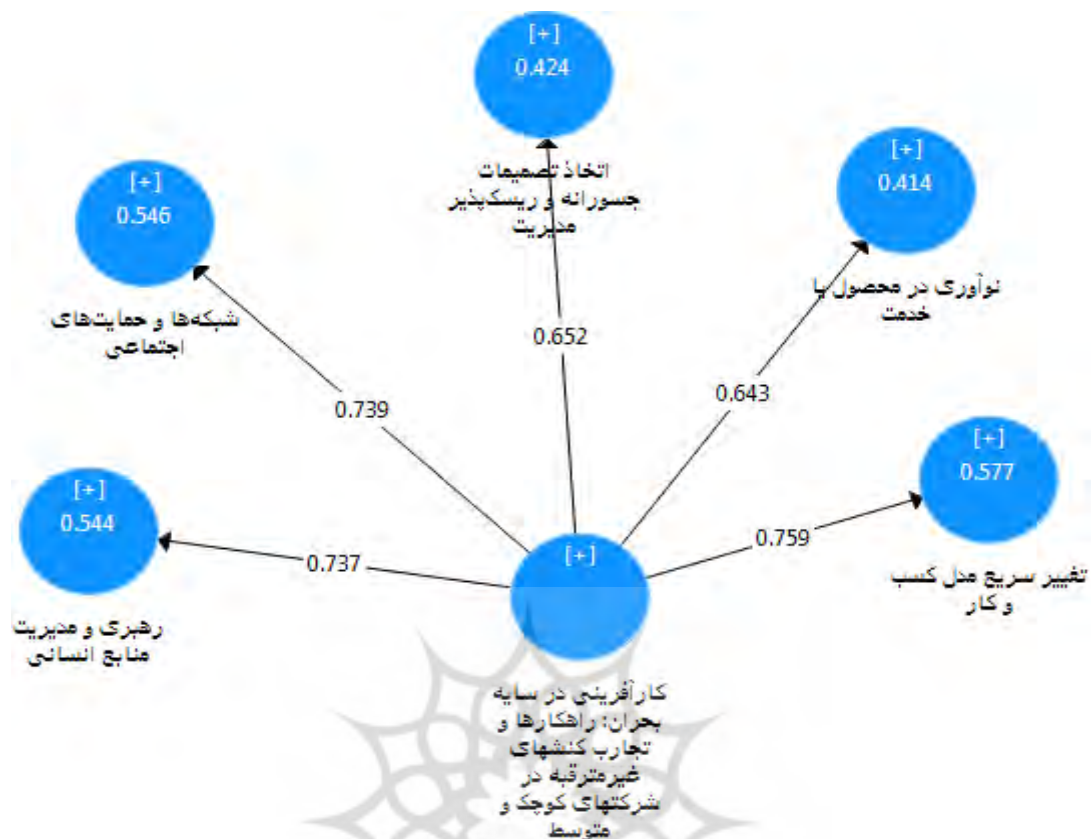 [+]
0.424
اتخاذ تصمیمات
جسورانه و ریسک‌پذیر
مدیریت
[+]
0.414
نوآوری در محصول یا
خدمت
[+]
0.546
شبکه‌ها و حمایت‌های
اجتماعی
0.652
0.739
0.643
[+]
0.577
تغییر سریع مدل کسب
و کار
[+]
0.544
رهبری و مدیریت
منابع انسانی
0.737
0.759
[+]
کارآفرینی در سایه
بحران: راهکارها و
تجارب کنشهای
غیرمترقبه در
شرکتهای کوچک و
متوسط